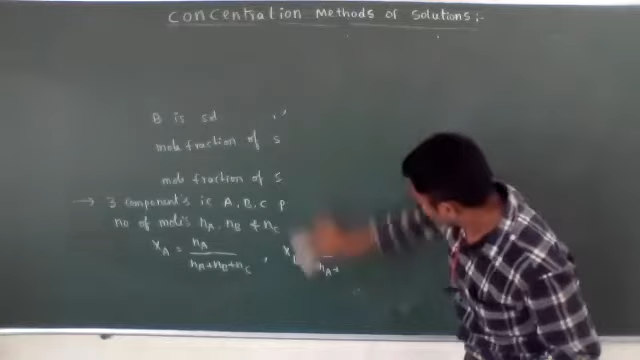 Concentration Methods of Solutions:-
B is sol
mole fraction of S
mole fraction of S
→ 3 components ie A, B, C p
no of moles nA, nB & nC
XA = nA / nA+nB+nC , X
nA+